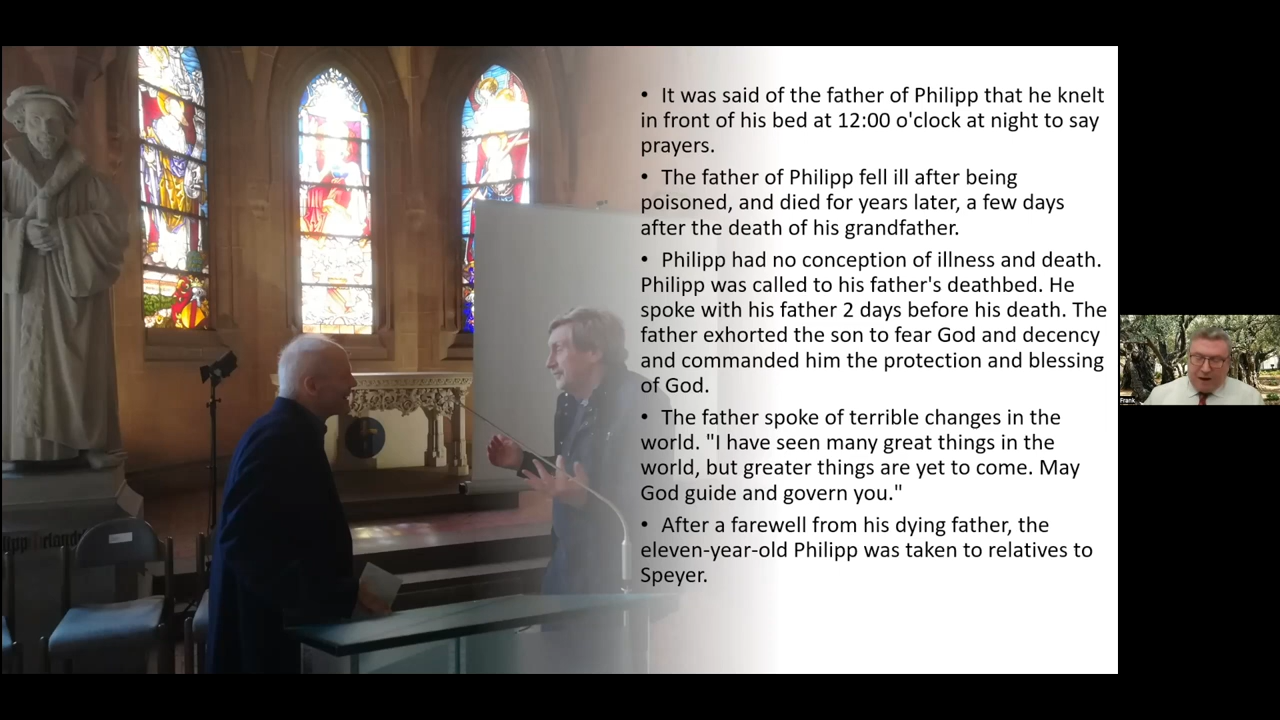 • It was said of the father of Philipp that he knelt
in front of his bed at 12:00 o'clock at night to say
prayers.
• The father of Philipp fell ill after being
poisoned, and died for years later, a few days
after the death of his grandfather.
• Philipp had no conception of illness and death.
Philipp was called to his father's deathbed. He
spoke with his father 2 days before his death. The
father exhorted the son to fear God and decency
and commanded him the protection and blessing
of God.
• The father spoke of terrible changes in the
world. "I have seen many great things in the
world, but greater things are yet to come. May
God guide and govern you."
• After a farewell from his dying father, the
eleven-year-old Philipp was taken to relatives to
Speyer.
Frank